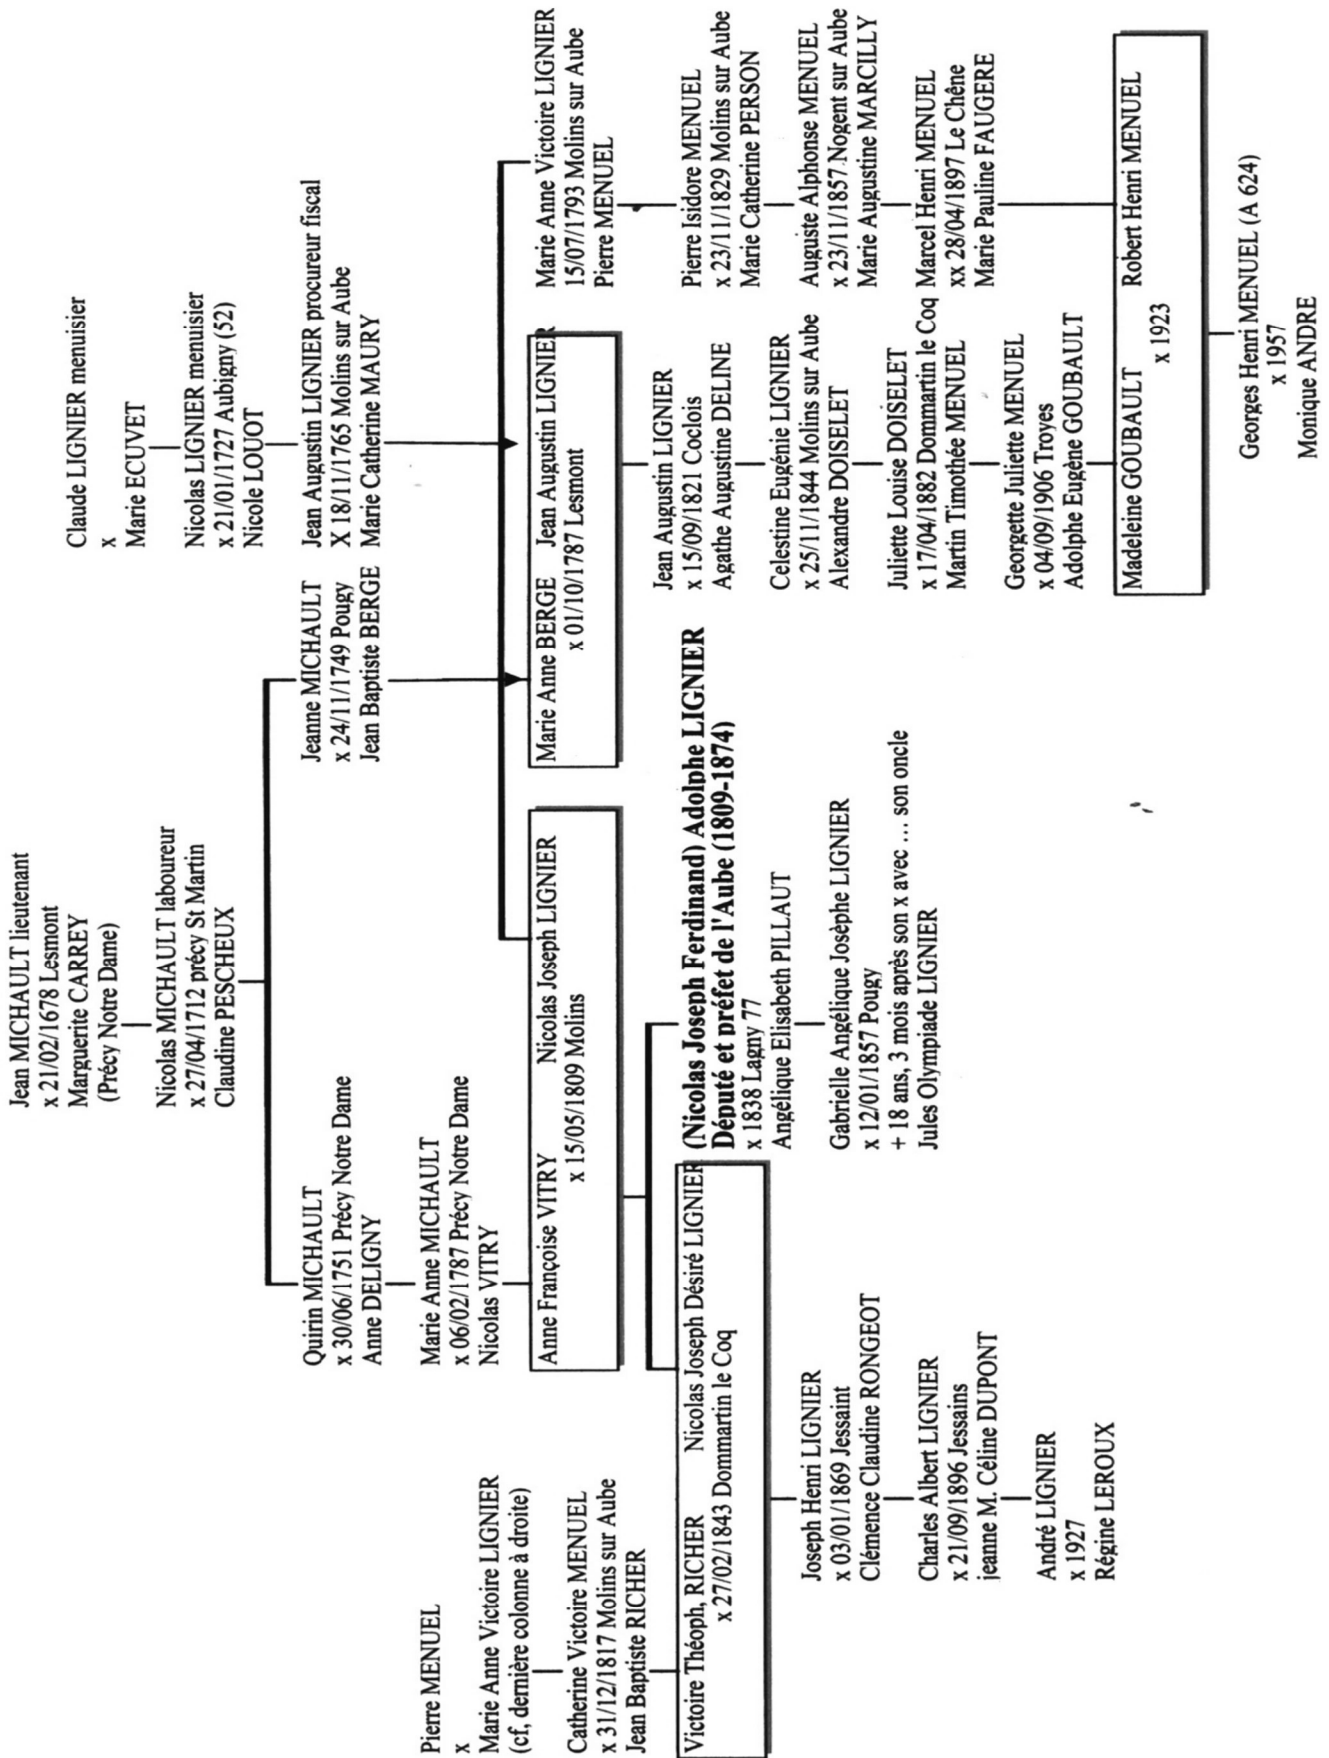 Jean MICHAULT lieutenant
x 21/02/1678 Lesmont
Marguerite CARREY
(Précy Notre Dame)
Nicolas MICHAULT laboureur
x 27/04/1712 précy St Martin
Claudine PESCHEUX
Claude LIGNIER menuisier
x
Marie ECUVET
Nicolas LIGNIER menuisier
x 21/01/1727 Aubigny (52)
Nicole LOUOT
Quirin MICHAULT
x 30/06/1751 Précy Notre Dame
Anne DELIGNY
Jeanne MICHAULT
x 24/11/1749 Pougy
Jean Baptiste BERGE
Jean Augustin LIGNIER procureur fiscal
X 18/11/1765 Molins sur Aube
Marie Catherine MAURY
Pierre MENUEL
x
Marie Anne Victoire LIGNIER
(cf, dernière colonne à droite)
Marie Anne MICHAULT
x 06/02/1787 Précy Notre Dame
Nicolas VITRY
Catherine Victoire MENUEL
x 31/12/1817 Molins sur Aube
Jean Baptiste RICHER
Anne Françoise VITRY Nicolas Joseph LIGNIER
x 15/05/1809 Molins
Marie Anne BERGE Jean Augustin LIGNIER
x 01/10/1787 Lesmont
Marie Anne Victoire LIGNIER
15/07/1793 Molins sur Aube
Pierre MENUEL
Victoire Théoph, RICHER Nicolas Joseph Désiré LIGNIER
x 27/02/1843 Dommartin le Coq
(Nicolas Joseph Ferdinand) Adolphe LIGNIER
Député et préfet de l'Aube (1809-1874)
x 1838 Lagny 77
Angélique Elisabeth PILLAUT
Jean Augustin LIGNIER
x 15/09/1821 Coclois
Agathe Augustine DELINE
Pierre Isidore MENUEL
x 23/11/1829 Molins sur Aube
Marie Catherine PERSON
Joseph Henri LIGNIER
x 03/01/1869 Jessaint
Clémence Claudine RONGEOT
Gabrielle Angélique Josèphe LIGNIER
x 12/01/1857 Pougy
+ 18 ans, 3 mois après son x avec ... son oncle
Jules Olympiade LIGNIER
Celestine Eugénie LIGNIER
x 25/11/1844 Molins sur Aube
Alexandre DOISELET
Auguste Alphonse MENUEL
x 23/11/1857 Nogent sur Aube
Marie Augustine MARCILLY
Charles Albert LIGNIER
x 21/09/1896 Jessains
jeanne M. Céline DUPONT
Juliette Louise DOISELET
x 17/04/1882 Dommartin le Coq
Martin Timothée MENUEL
Marcel Henri MENUEL
xx 28/04/1897 Le Chêne
Marie Pauline FAUGERE
André LIGNIER
x 1927
Régine LEROUX
Georgette Juliette MENUEL
x 04/09/1906 Troyes
Adolphe Eugène GOUBAULT
Madeleine GOUBAULT Robert Henri MENUEL
x 1923
Georges Henri MENUEL (A 624)
x 1957
Monique ANDRE